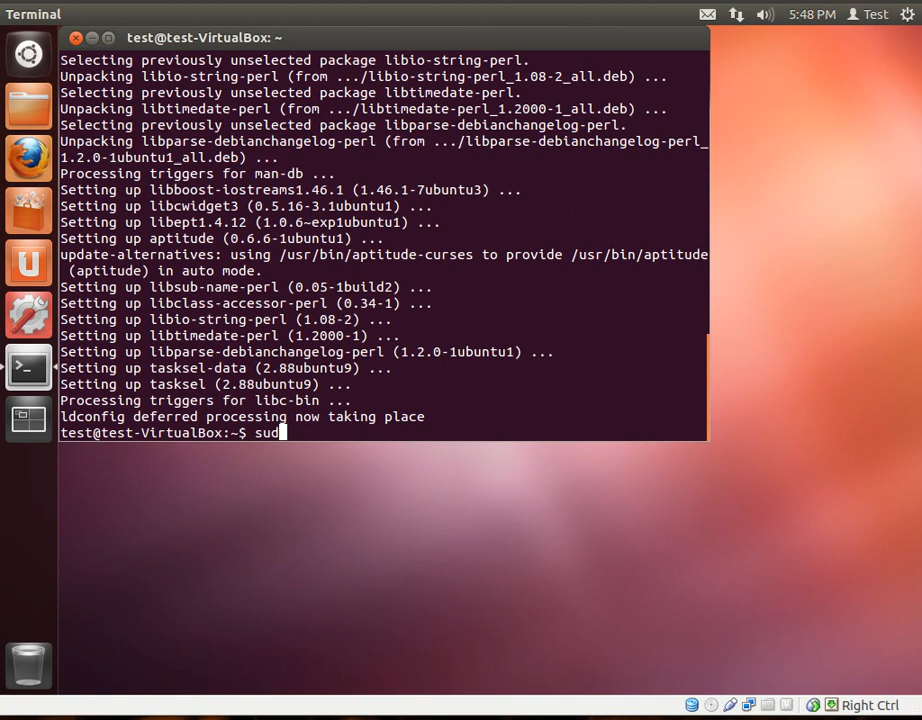 Terminal
5:48 PM
Test
test@test-VirtualBox: ~
Selecting previously unselected package libio-string-perl.
Unpacking libio-string-perl (from .../libio-string-perl_1.08-2_all.deb) ...
Selecting previously unselected package libtimedate-perl.
Unpacking libtimedate-perl (from .../libtimedate-perl_1.2000-1_all.deb) ...
Selecting previously unselected package libparse-debianchangelog-perl.
Unpacking libparse-debianchangelog-perl (from .../libparse-debianchangelog-perl_
1.2.0-1ubuntu1_all.deb) ...
Processing triggers for man-db ...
Setting up libboost-iostreams1.46.1 (1.46.1-7ubuntu3) ...
Setting up libcwidget3 (0.5.16-3.1ubuntu1) ...
Setting up libept1.4.12 (1.0.6~exp1ubuntu1) ...
Setting up aptitude (0.6.6-1ubuntu1) ...
update-alternatives: using /usr/bin/aptitude-curses to provide /usr/bin/aptitude
(aptitude) in auto mode.
Setting up libsub-name-perl (0.05-1build2) ...
Setting up libclass-accessor-perl (0.34-1) ...
Setting up libio-string-perl (1.08-2) ...
Setting up libtimedate-perl (1.2000-1) ...
Setting up libparse-debianchangelog-perl (1.2.0-1ubuntu1) ...
Setting up tasksel-data (2.88ubuntu9) ...
Setting up tasksel (2.88ubuntu9) ...
Processing triggers for libc-bin ...
ldconfig deferred processing now taking place
test@test-VirtualBox:~$ sud
Right Ctrl